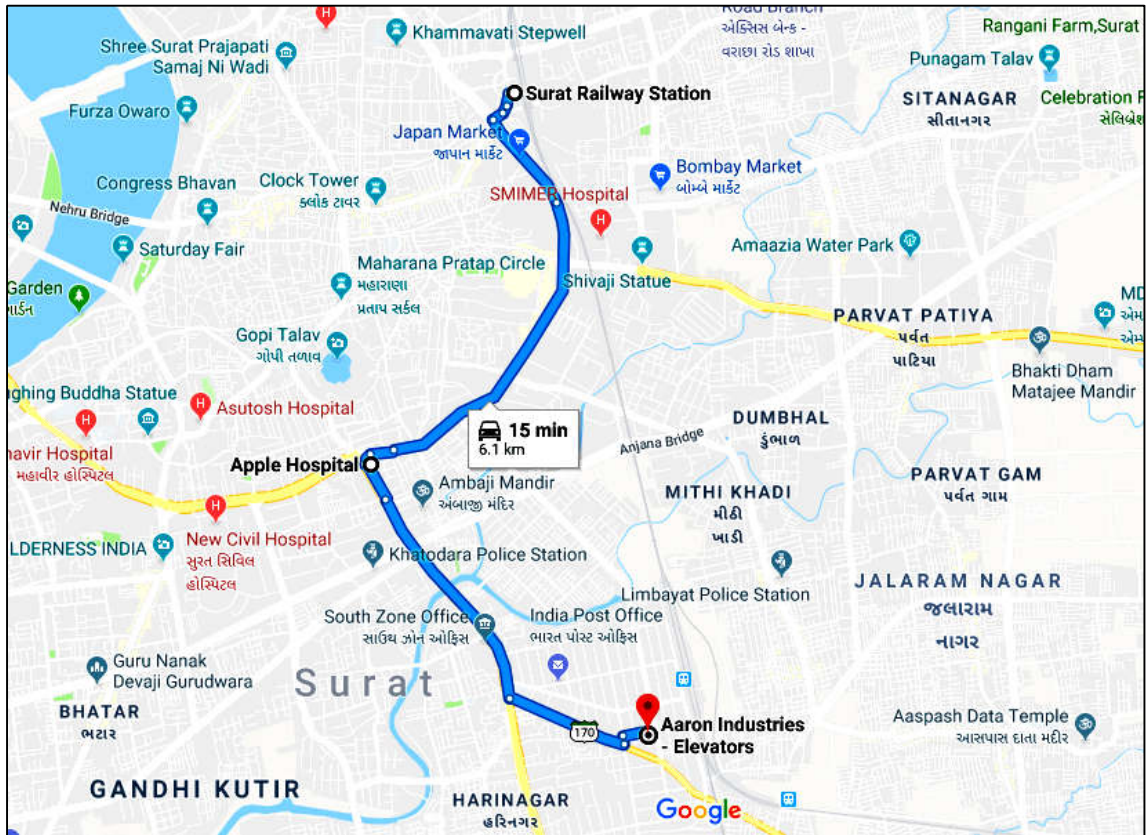 Road Branch
એક્સિસ બેન્ક -
વરાછા રોડ શાખા
Khammavati Stepwell
Rangani Farm,Surat
Shree Surat Prajapati
Samaj Ni Wadi
Punagam Talav
Surat Railway Station
SITANAGAR
સીતાનગર
Celebration F
સેલિબ્રેશ
Furza Owaro
Japan Market
જાપાન માર્કેટ
Bombay Market
બોમ્બે માર્કેટ
Congress Bhavan
Clock Tower
ક્લોક ટાવર
SMIMER Hospital
Nehru Bridge
Saturday Fair
Amaazia Water Park
Maharana Pratap Circle
મહારાણા
પ્રતાપ સર્કલ
Shivaji Statue
Garden
ગાર્ડન
MD
એમ
એમ
PARVAT PATIYA
પર્વત
પાટિયા
Gopi Talav
ગોપી તળાવ
Bhakti Dham
Matajee Mandir
ughing Buddha Statue
Asutosh Hospital
15 min
6.1 km
DUMBHAL
ડુંભાળ
Anjana Bridge
havir Hospital
મહાવીર હોસ્પિટલ
Apple Hospital
Ambaji Mandir
અંબાજી મંદિર
MITHI KHADI
મીઠી
ખાડી
PARVAT GAM
પર્વત ગામ
New Civil Hospital
સુરત સિવિલ
હોસ્પિટલ
ILDERNESS INDIA
Khatodara Police Station
Limbayat Police Station
JALARAM NAGAR
જલારામ
નગર
South Zone Office
સાઉથ ઝોન ઓફિસ
India Post Office
ભારત પોસ્ટ ઓફિસ
Guru Nanak
Devaji Gurudwara
Surat
BHATAR
ભટાર
170
Aaron Industries
- Elevators
Aaspash Data Temple
આસપાસ દાતા મદીર
GANDHI KUTIR
HARINAGAR
હરિનગર
Google